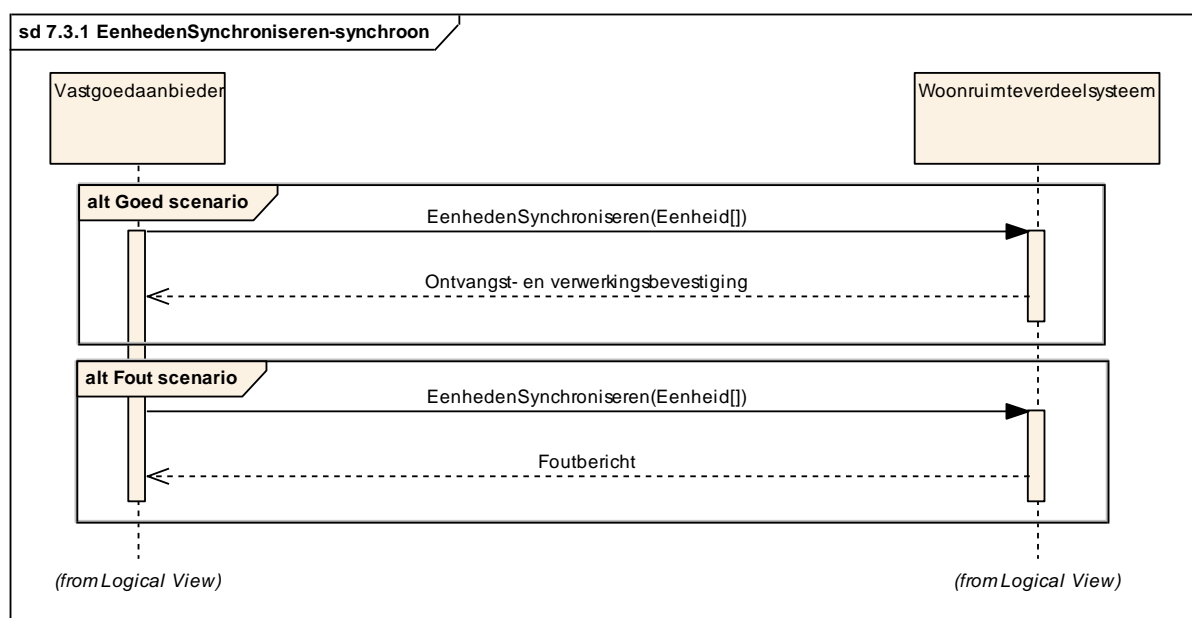 sd 7.3.1 EenhedenSynchroniseren-synchroon
Vastgoedaanbieder
Woonruimteverdeelsysteem
alt Goed scenario
EenhedenSynchroniseren(Eenheid[])
Ontvangst- en verwerkingsbevestiging
alt Fout scenario
EenhedenSynchroniseren(Eenheid[])
Foutbericht
(from Logical View)
(from Logical View)